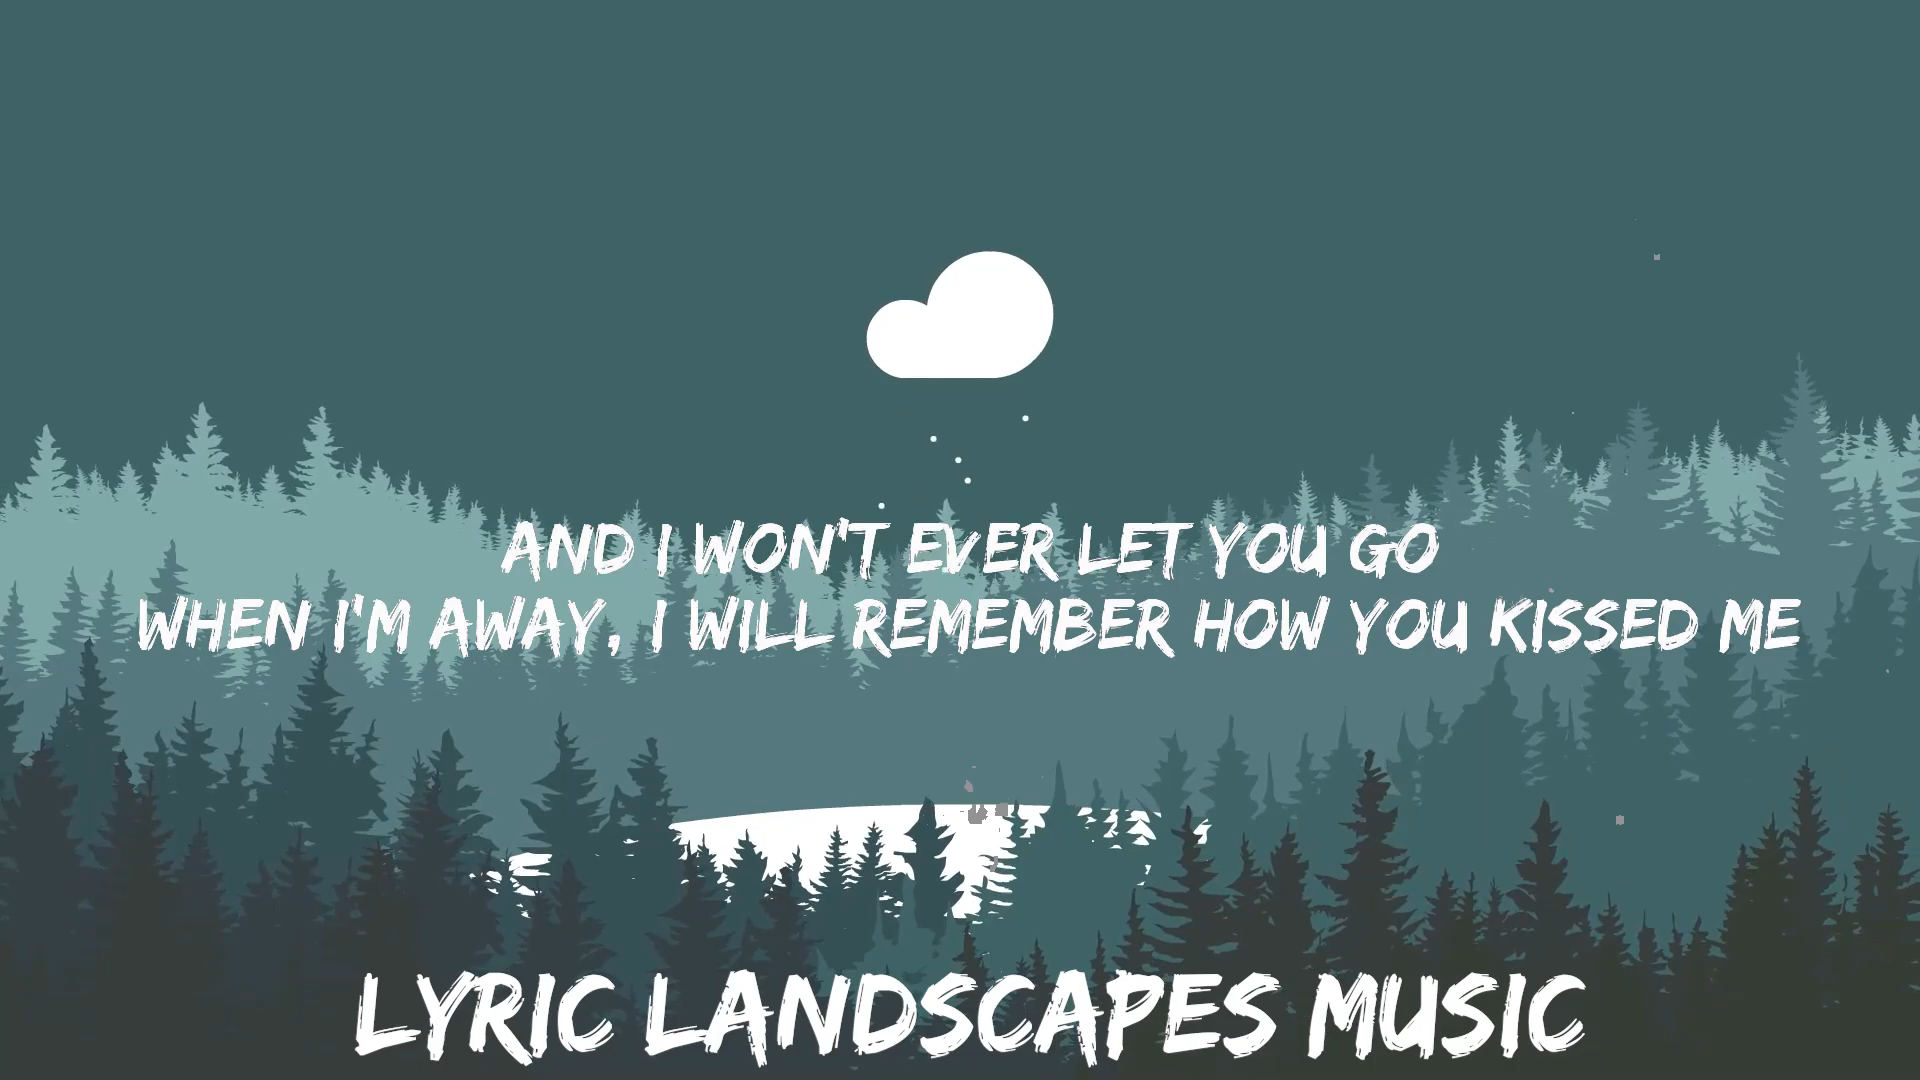 AND I WON'T EVER LET YOU GO
WHEN I'M AWAY, I WILL REMEMBER HOW YOU KISSED ME
LYRIC LANDSCAPES MUSIC